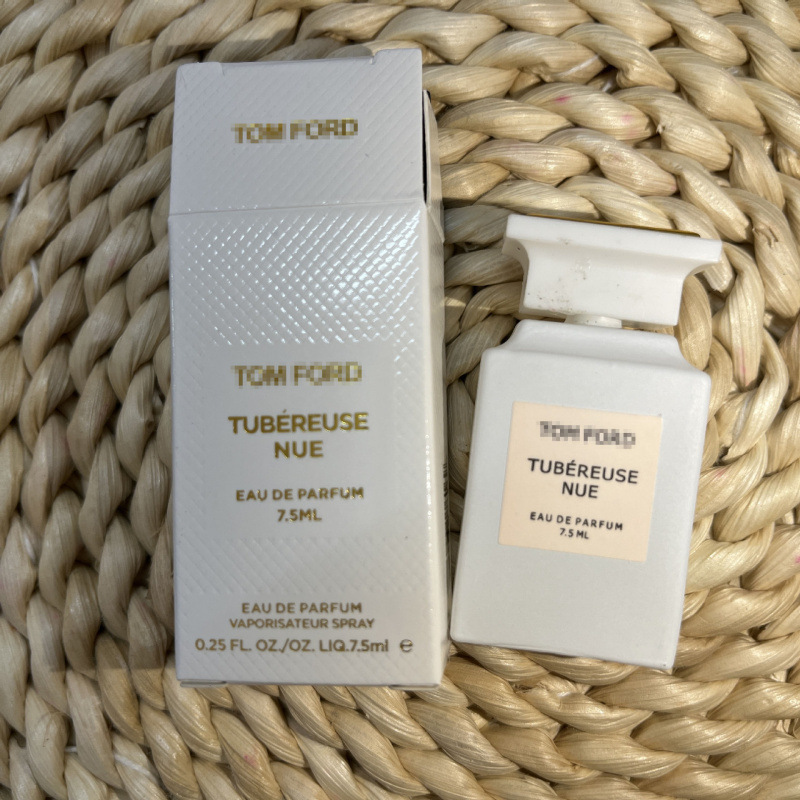 TOM FORD
TOM FORD
TUBÉREUSE
NUE
EAU DE PARFUM
7.5ML
EAU DE PARFUM
VAPORISATEUR SPRAY
0.25 FL. OZ./OZ. LIQ.7.5ml ℮
TOM FORD
TUBÉREUSE
NUE
EAU DE PARFUM
7.5 ML